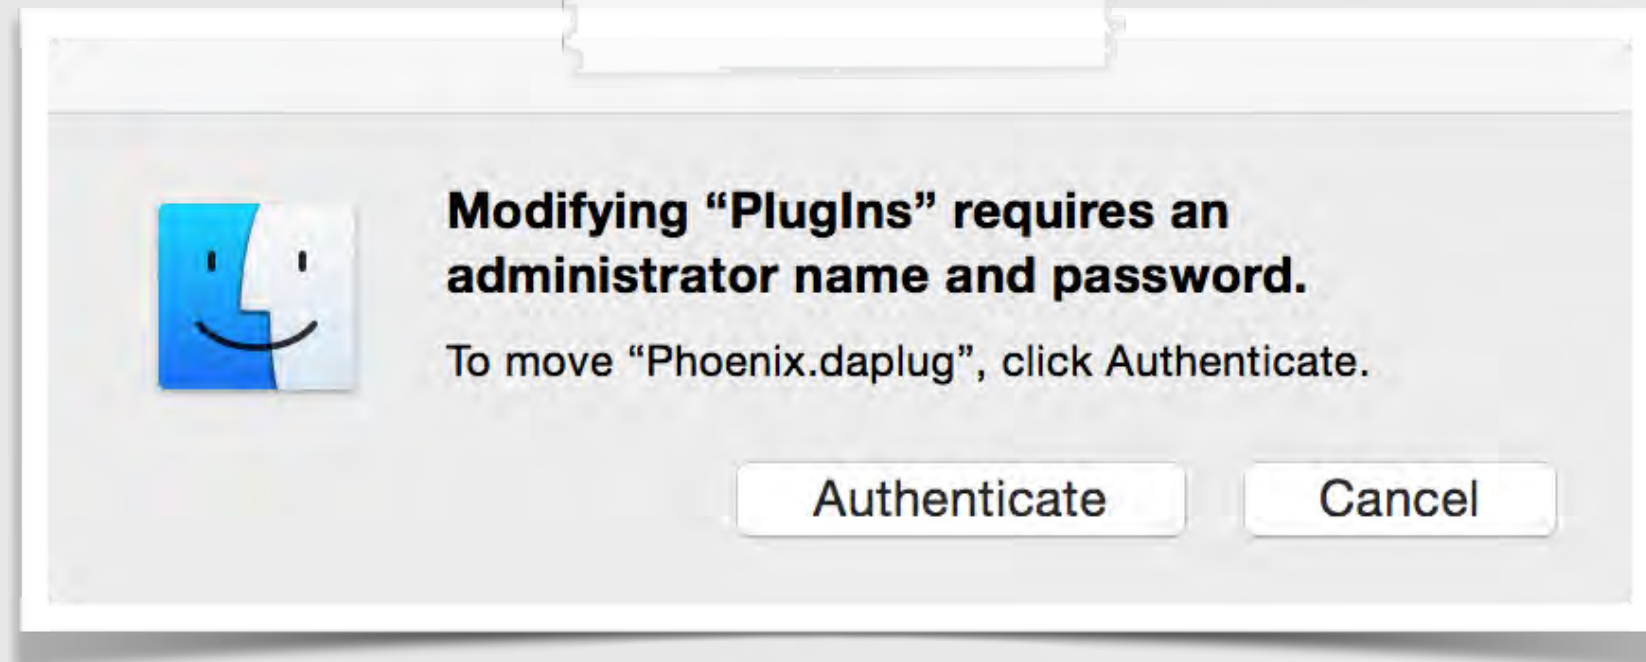 Modifying “PlugIns” requires an
administrator name and password.
To move “Phoenix.daplug”, click Authenticate.
Authenticate
Cancel